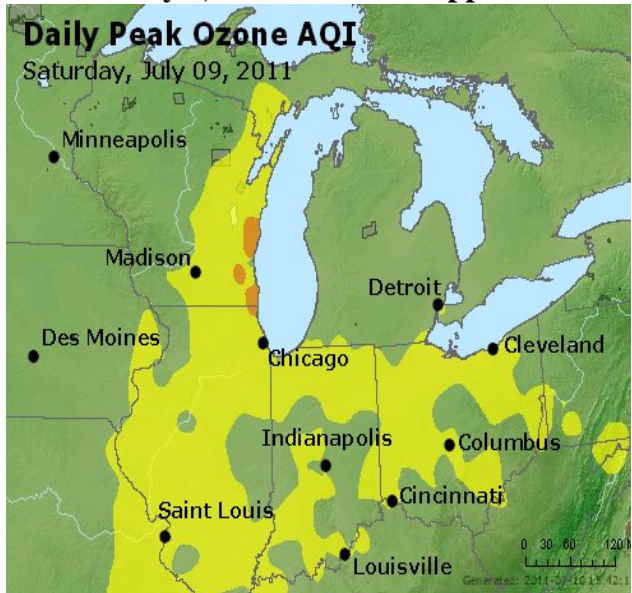 Daily Peak Ozone AQI
Saturday, July 09, 2011
Minneapolis
Madison
Detroit
Des Moines
Chicago
Cleveland
Indianapolis
Columbus
Cincinnati
Saint Louis
Louisville
0 30 60 120